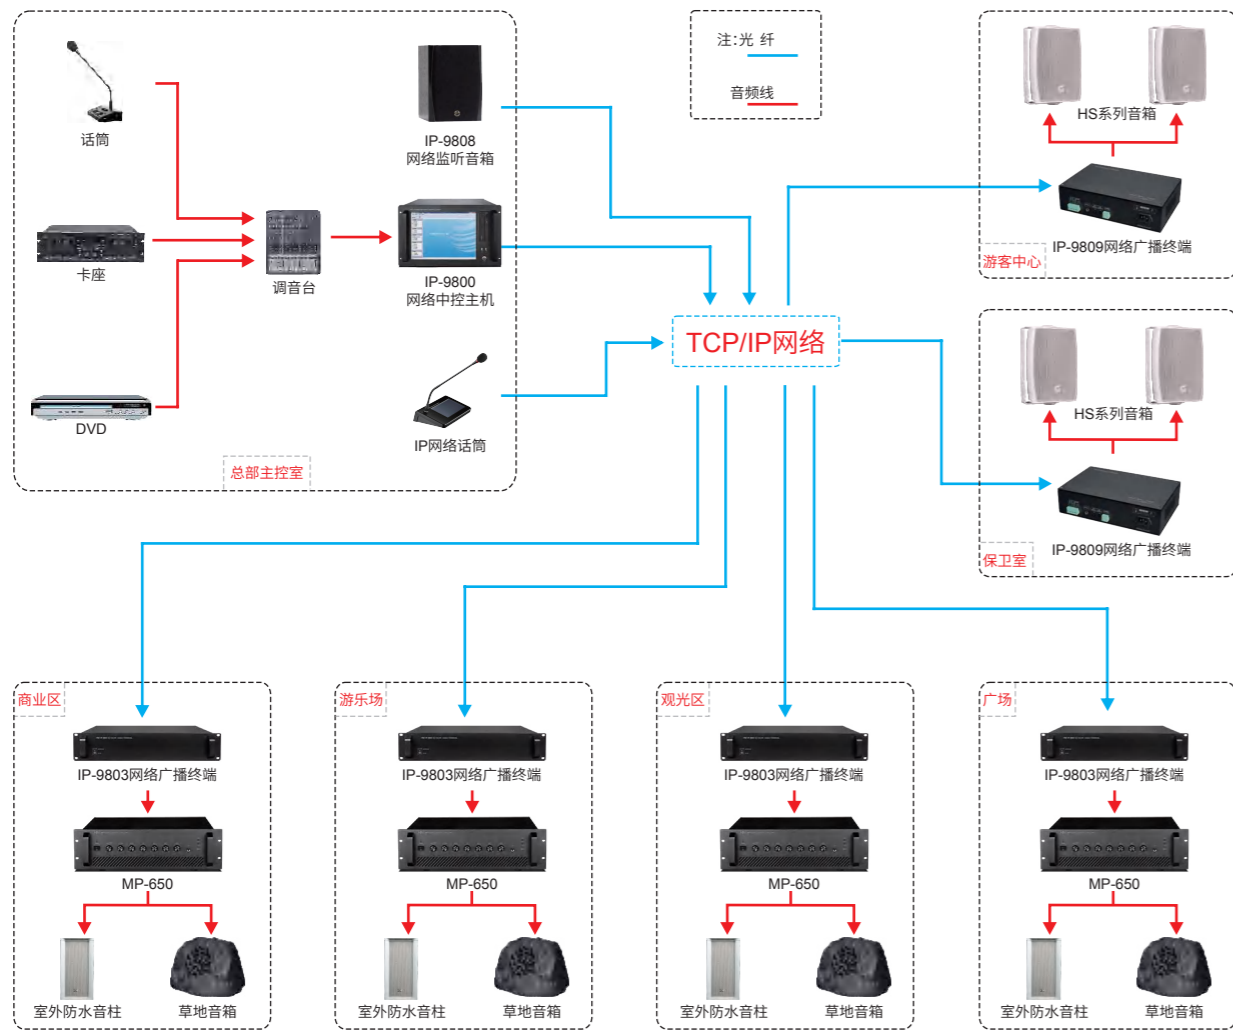 注:光 纤
音频线
话筒
卡座
DVD
调音台
IP-9808
网络监听音箱
IP-9800
网络中控主机
IP网络话筒
总部主控室
TCP/IP网络
HS系列音箱
IP-9809网络广播终端
游客中心
HS系列音箱
IP-9809网络广播终端
保卫室
商业区
IP-9803网络广播终端
MP-650
室外防水音柱
草地音箱
游乐场
IP-9803网络广播终端
MP-650
室外防水音柱
草地音箱
观光区
IP-9803网络广播终端
MP-650
室外防水音柱
草地音箱
广场
IP-9803网络广播终端
MP-650
室外防水音柱
草地音箱